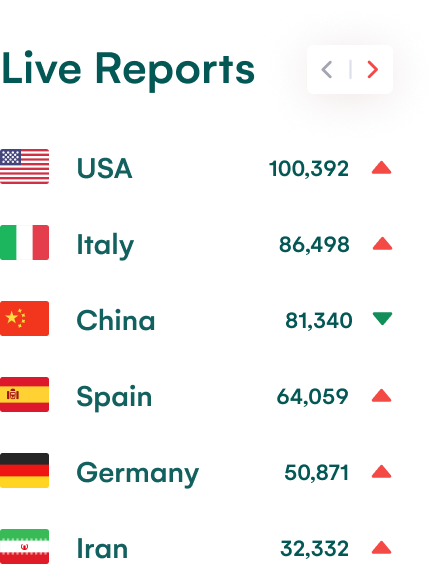 Live Reports
USA 100,392
Italy 86,498
China 81,340
Spain 64,059
Germany 50,871
Iran 32,332